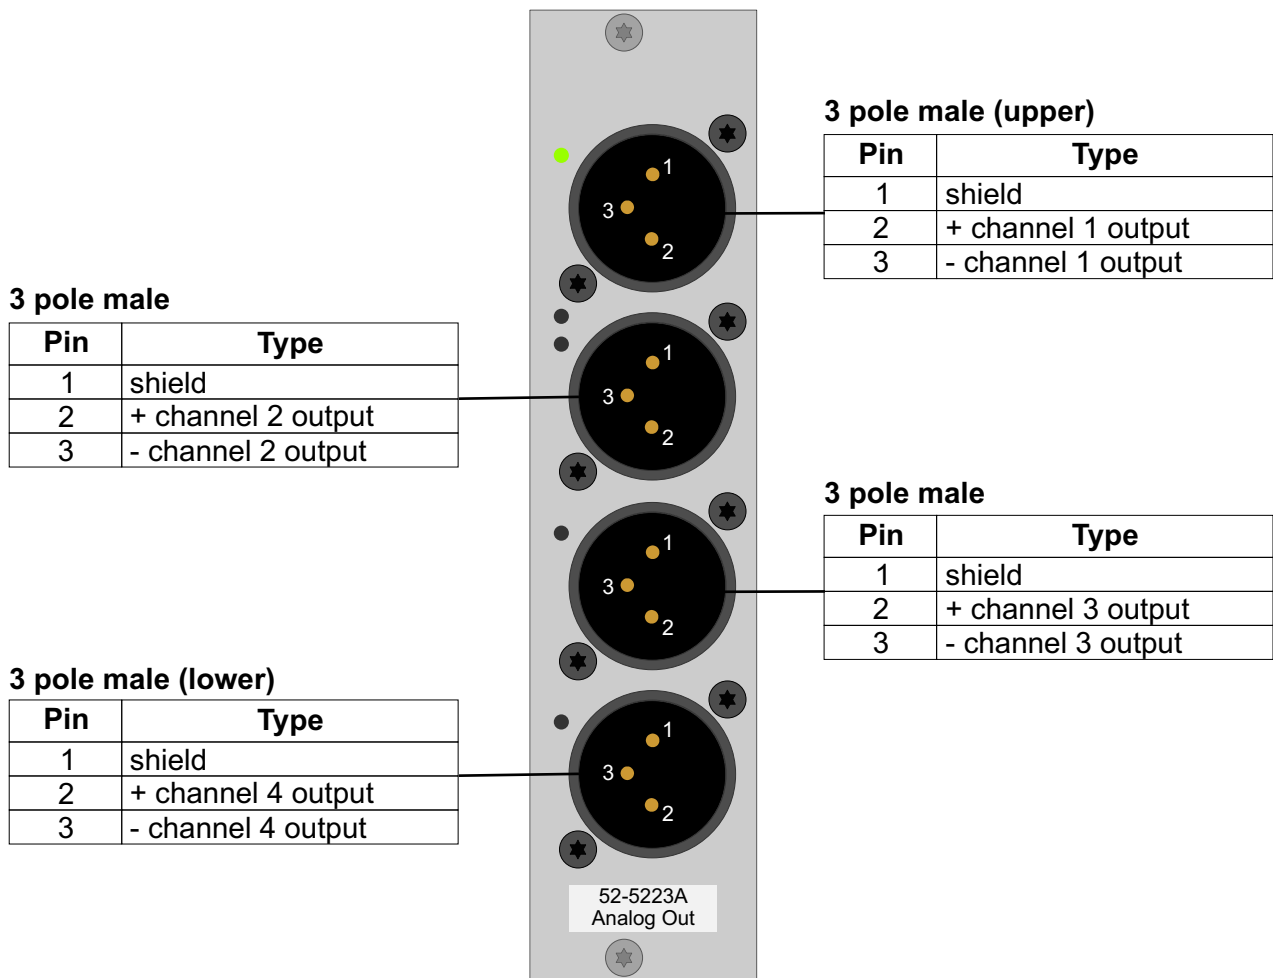 3 pole male (upper)
Pin Type
1 shield
2 + channel 1 output
3 - channel 1 output
3 pole male
Pin Type
1 shield
2 + channel 2 output
3 - channel 2 output
3 pole male
Pin Type
1 shield
2 + channel 3 output
3 - channel 3 output
3 pole male (lower)
Pin Type
1 shield
2 + channel 4 output
3 - channel 4 output
1
3
2
1
3
2
1
3
2
1
3
2
52-5223A
Analog Out